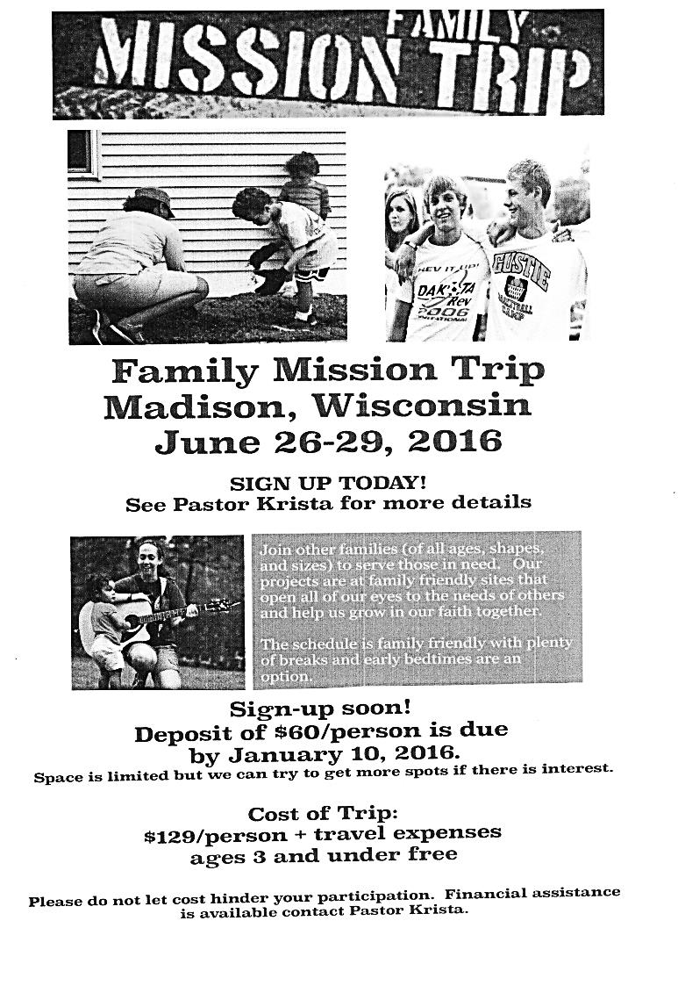 FAMILY
MISSION TRIP
REV IT UP!
DAKOTA
Rev
2006
INVITATIONAL
GUSTIE
BASKETBALL
CAMP
Family Mission Trip
Madison, Wisconsin
June 26-29, 2016
SIGN UP TODAY!
See Pastor Krista for more details
Join other families (of all ages, shapes,
and sizes) to serve those in need. Our
projects are at family friendly sites that
open all of our eyes to the needs of others
and help us grow in our faith together.
The schedule is family friendly with plenty
of breaks and early bedtimes are an
option.
Sign-up soon!
Deposit of $60/person is due
by January 10, 2016.
Space is limited but we can try to get more spots if there is interest.
Cost of Trip:
$129/person + travel expenses
ages 3 and under free
Please do not let cost hinder your participation. Financial assistance
is available contact Pastor Krista.